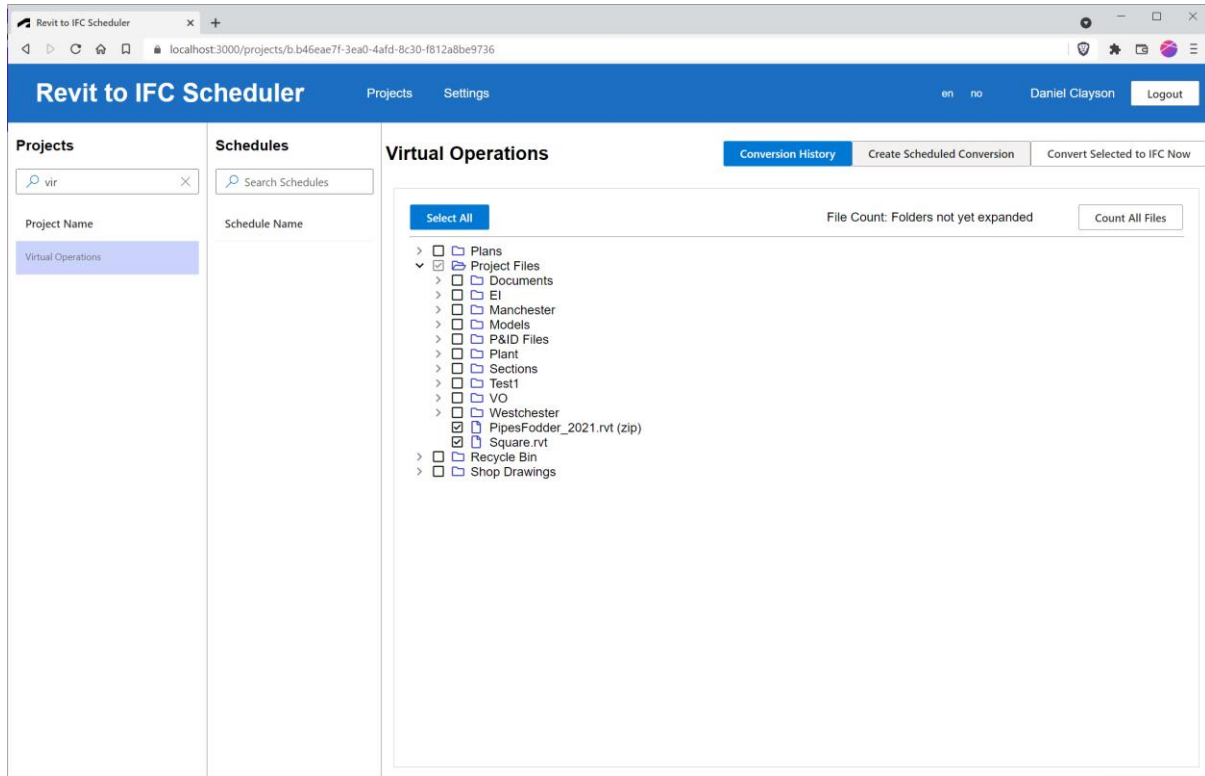 Revit to IFC Scheduler
localhost:3000/projects/b.b46eae7f-3ea0-4afd-8c30-f812a8be9736
Revit to IFC Scheduler Projects Settings en no Daniel Clayson Logout
Projects
vir
Project Name
Virtual Operations
Schedules
Search Schedules
Schedule Name
Virtual Operations Conversion History Create Scheduled Conversion Convert Selected to IFC Now
Select All File Count: Folders not yet expanded Count All Files
Plans
Project Files
Documents
EI
Manchester
Models
P&ID Files
Plant
Sections
Test1
VO
Westchester
PipesFodder_2021.rvt (zip)
Square.rvt
Recycle Bin
Shop Drawings